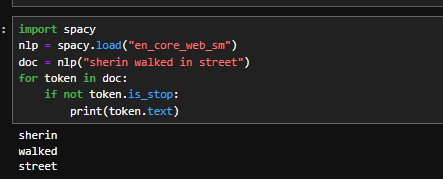 :
import spacy
nlp = spacy.load("en_core_web_sm")
doc = nlp("sherin walked in street")
for token in doc:
    if not token.is_stop:
        print(token.text)
sherin
walked
street